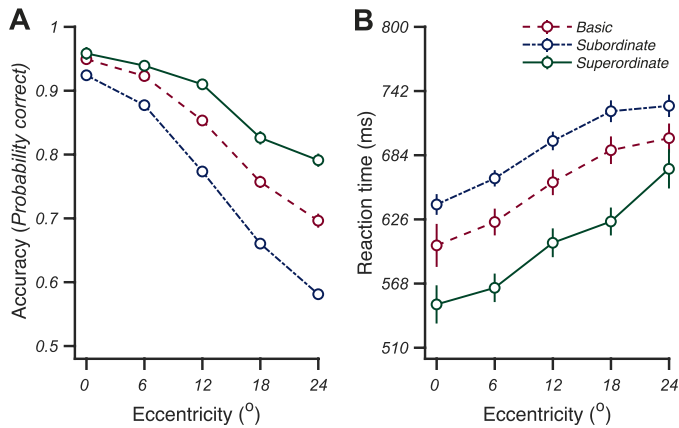 A
Accuracy (Probability correct)
1
0.9
0.8
0.7
0.6
0.5
0
6
12
18
24
Eccentricity (o)
B
Basic
Subordinate
Superordinate
Reaction time (ms)
800
742
684
626
568
510
0
6
12
18
24
Eccentricity (o)